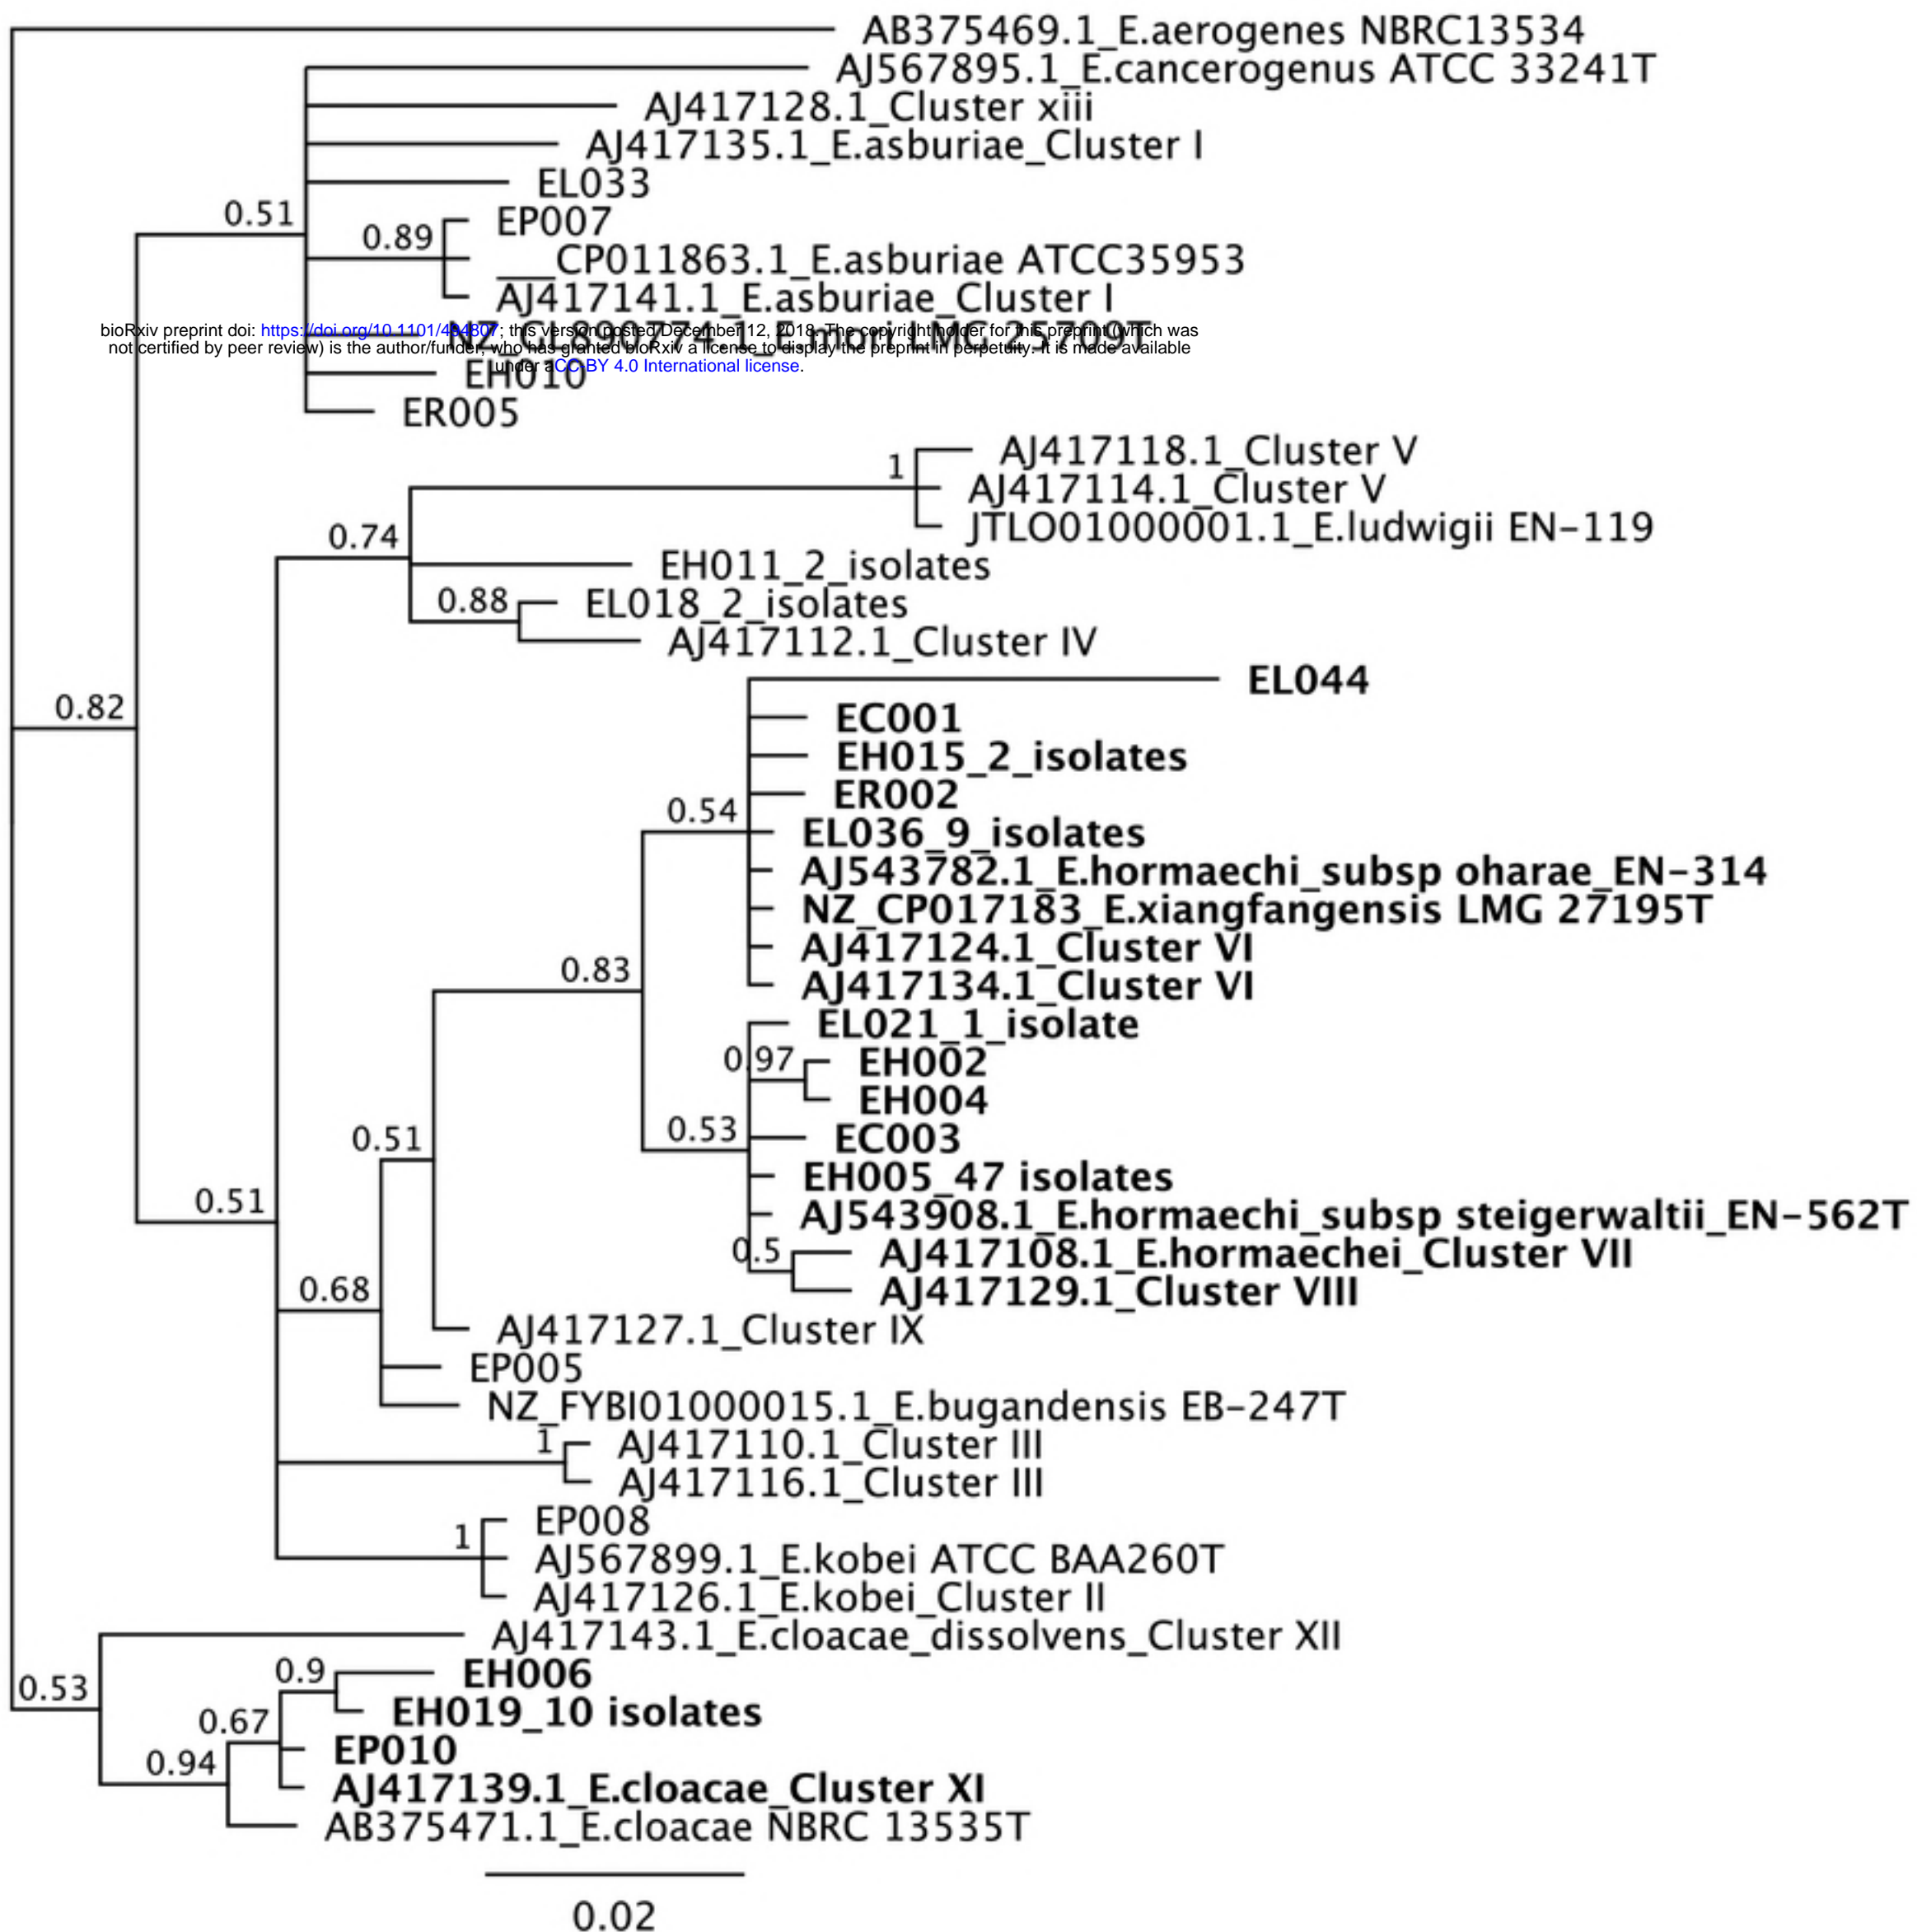 AB375469.1_E.aerogenes NBRC13534
AJ567895.1_E.cancerogenus ATCC 33241T
AJ417128.1_Cluster xiii
AJ417135.1_E.asburiae_Cluster I
EL033
0.51
EP007
0.89
___CP011863.1_E.asburiae ATCC35953
AJ417141.1_E.asburiae_Cluster I
bioRxiv preprint doi: https://doi.org/10.1101/494807; this version posted December 12, 2018. The copyright holder for this preprint (which was
NZ_GL890774.1_E.mori LMG 25709T
not certified by peer review) is the author/funder, who has granted bioRxiv a license to display the preprint in perpetuity. It is made available
under aCC-BY 4.0 International license.
EH010
ER005
AJ417118.1_Cluster V
1
AJ417114.1_Cluster V
JTLO01000001.1_E.ludwigii EN-119
0.74
EH011_2_isolates
0.88
EL018_2_isolates
AJ417112.1_Cluster IV
EL044
0.82
EC001
EH015_2_isolates
ER002
0.54
EL036_9_isolates
AJ543782.1_E.hormaechi_subsp oharae_EN-314
NZ_CP017183_E.xiangfangensis LMG 27195T
AJ417124.1_Cluster VI
0.83
AJ417134.1_Cluster VI
EL021_1_isolate
0.97
EH002
EH004
0.53
EC003
0.51
EH005_47 isolates
0.51
AJ543908.1_E.hormaechi_subsp steigerwaltii_EN-562T
0.5
AJ417108.1_E.hormaechei_Cluster VII
0.68
AJ417129.1_Cluster VIII
AJ417127.1_Cluster IX
EP005
NZ_FYBI01000015.1_E.bugandensis EB-247T
1
AJ417110.1_Cluster III
AJ417116.1_Cluster III
EP008
1
AJ567899.1_E.kobei ATCC BAA260T
AJ417126.1_E.kobei_Cluster II
AJ417143.1_E.cloacae_dissolvens_Cluster XII
0.9
EH006
0.53
EH019_10 isolates
0.67
EP010
0.94
AJ417139.1_E.cloacae_Cluster XI
AB375471.1_E.cloacae NBRC 13535T
0.02